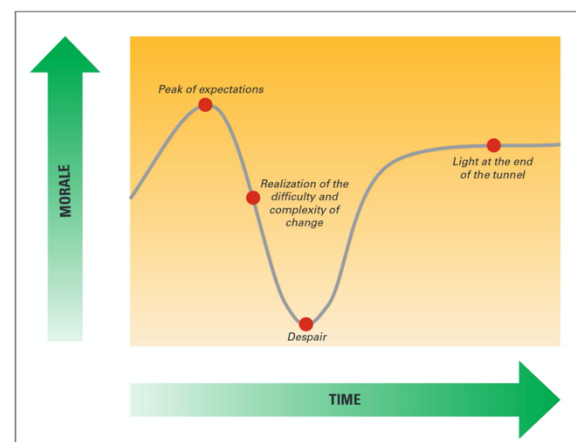 MORALE
Peak of expectations
Realization of the
difficulty and
complexity of
change
Light at the end
of the tunnel
Despair
TIME